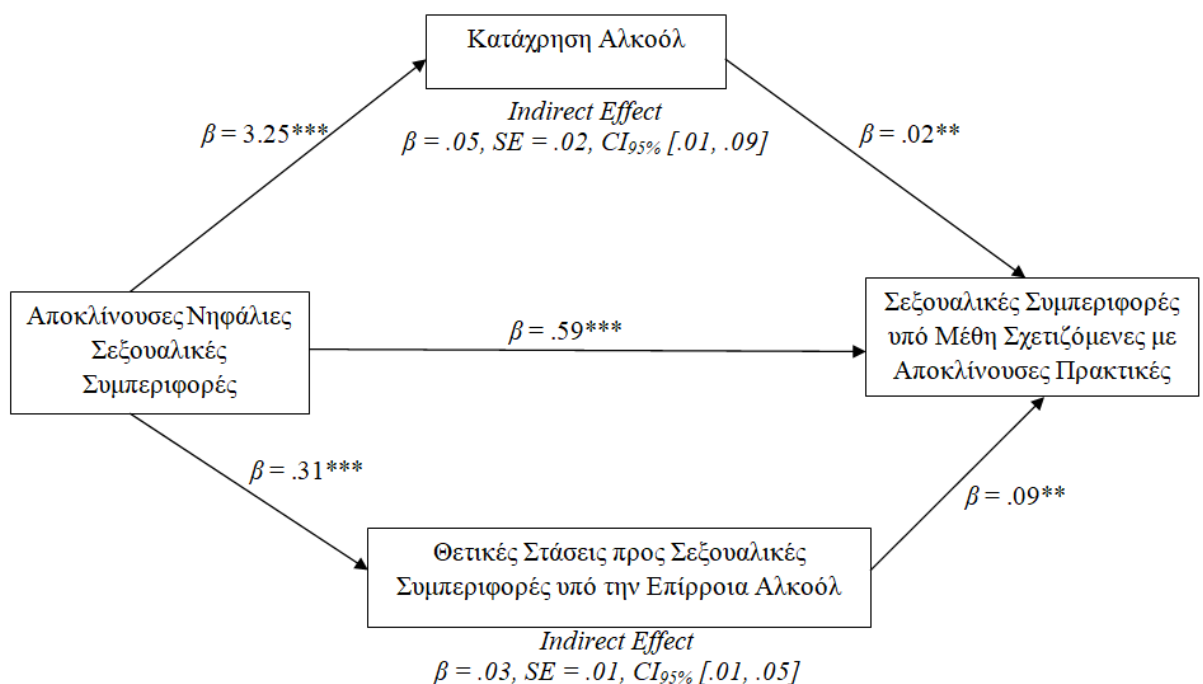 Κατάχρηση Αλκοόλ
Indirect Effect
β = .05, SE = .02, CI95% [.01, .09]
β = 3.25***
β = .02**
Αποκλίνουσες Νηφάλιες
Σεξουαλικές
Συμπεριφορές
β = .59***
Σεξουαλικές Συμπεριφορές
υπό Μέθη Σχετιζόμενες με
Αποκλίνουσες Πρακτικές
β = .31***
β = .09**
Θετικές Στάσεις προς Σεξουαλικές
Συμπεριφορές υπό την Επίρροια Αλκοόλ
Indirect Effect
β = .03, SE = .01, CI95% [.01, .05]